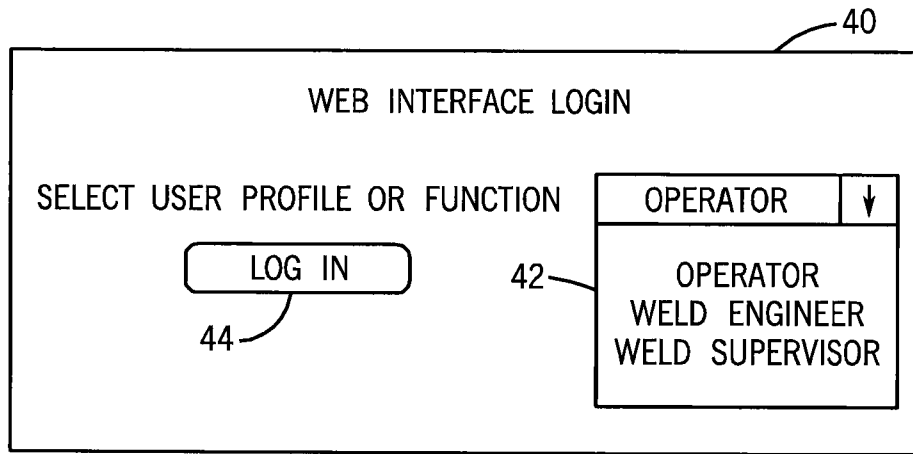 40
WEB INTERFACE LOGIN
SELECT USER PROFILE OR FUNCTION
OPERATOR
LOG IN
44
42
OPERATOR
WELD ENGINEER
WELD SUPERVISOR